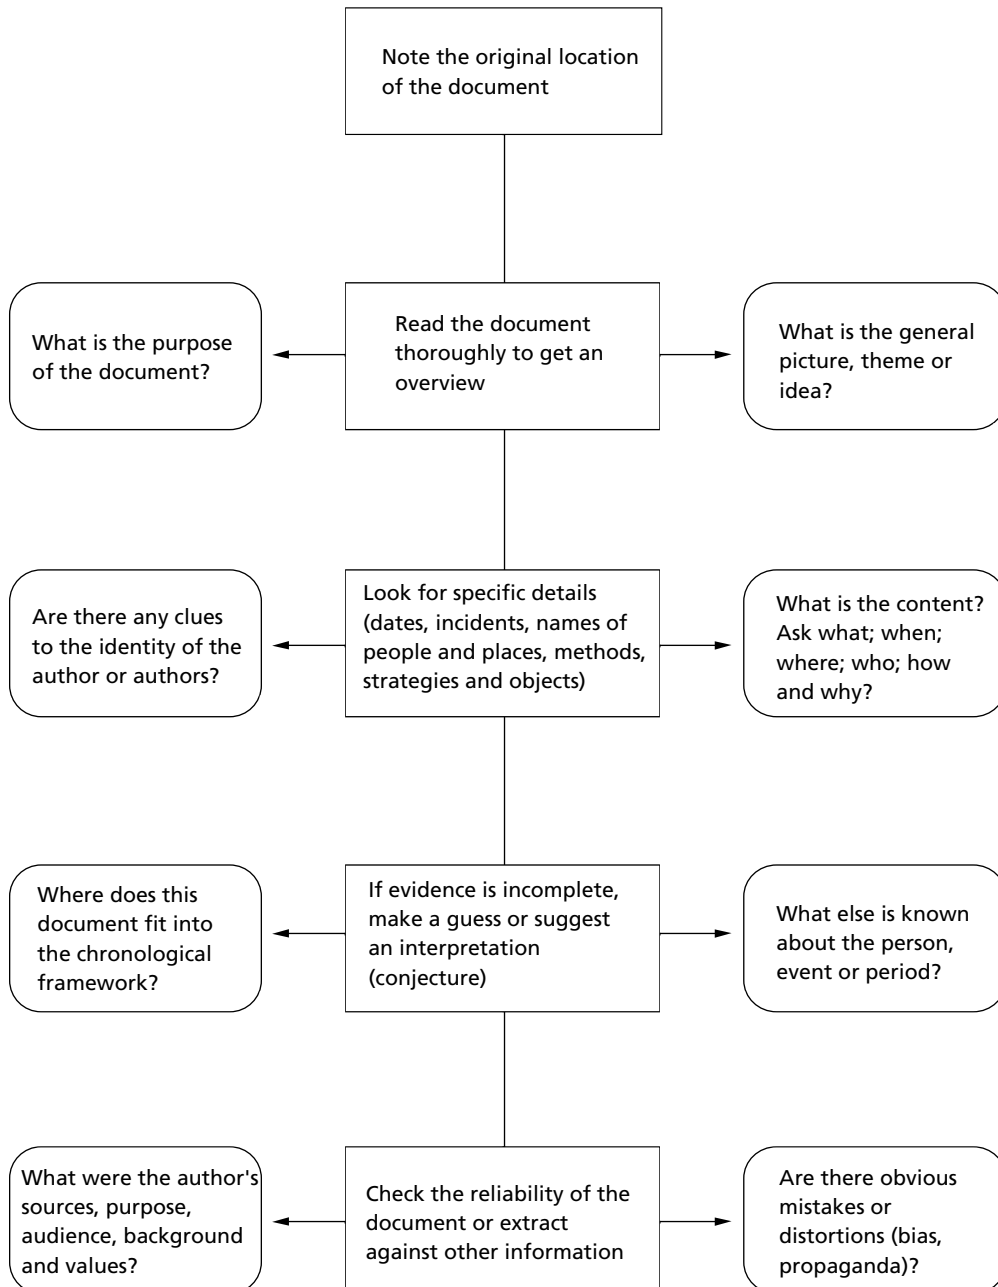 Note the original location
of the document
What is the purpose
of the document?
Read the document
thoroughly to get an
overview
What is the general
picture, theme or
idea?
Are there any clues
to the identity of the
author or authors?
Look for specific details
(dates, incidents, names of
people and places, methods,
strategies and objects)
What is the content?
Ask what; when;
where; who; how
and why?
Where does this
document fit into
the chronological
framework?
If evidence is incomplete,
make a guess or suggest
an interpretation
(conjecture)
What else is known
about the person,
event or period?
What were the author's
sources, purpose,
audience, background
and values?
Check the reliability of the
document or extract
against other information
Are there obvious
mistakes or
distortions (bias,
propaganda)?